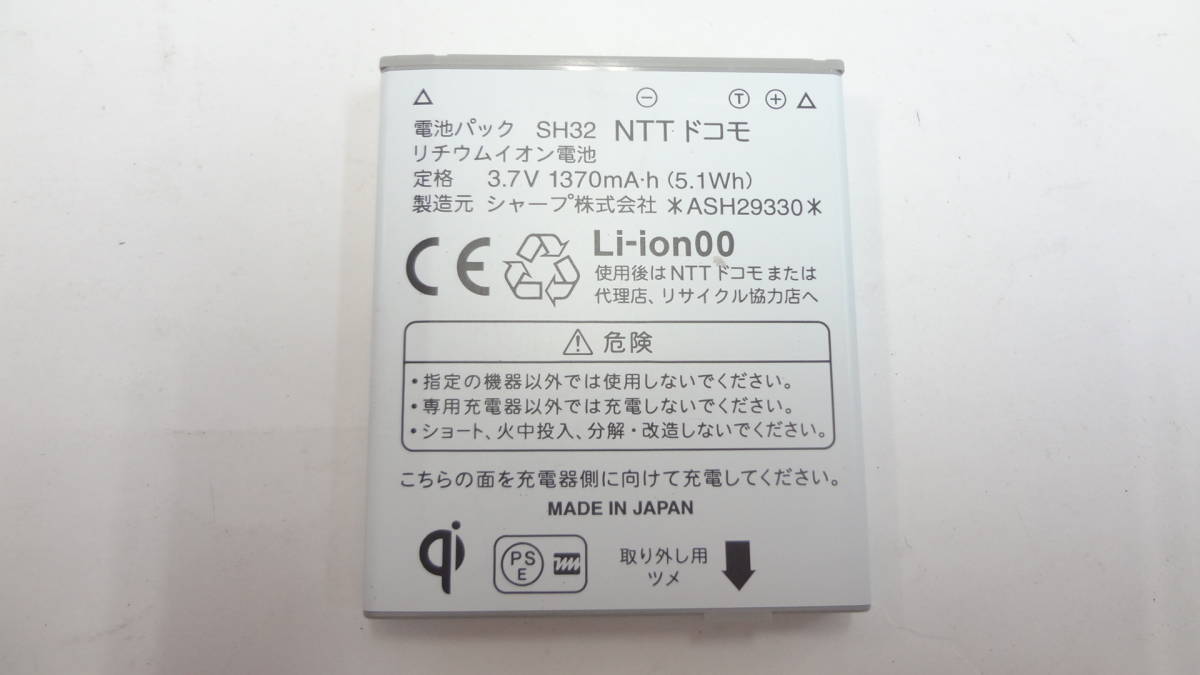 △ ⊖ Ⓣ ⊕ △
電池パック SH32 NTTドコモ
リチウムイオン電池
定格 3.7V 1370mA·h (5.1Wh)
製造元 シャープ株式会社 ＊ASH29330＊
CE
Li-ion00
使用後はNTTドコモまたは
代理店、リサイクル協力店へ
⚠ 危険
・指定の機器以外では使用しないでください。
・専用充電器以外では充電しないでください。
・ショート、火中投入、分解・改造しないでください。
こちらの面を充電器側に向けて充電してください。
MADE IN JAPAN
qi
PS
E
取り外し用
ツメ